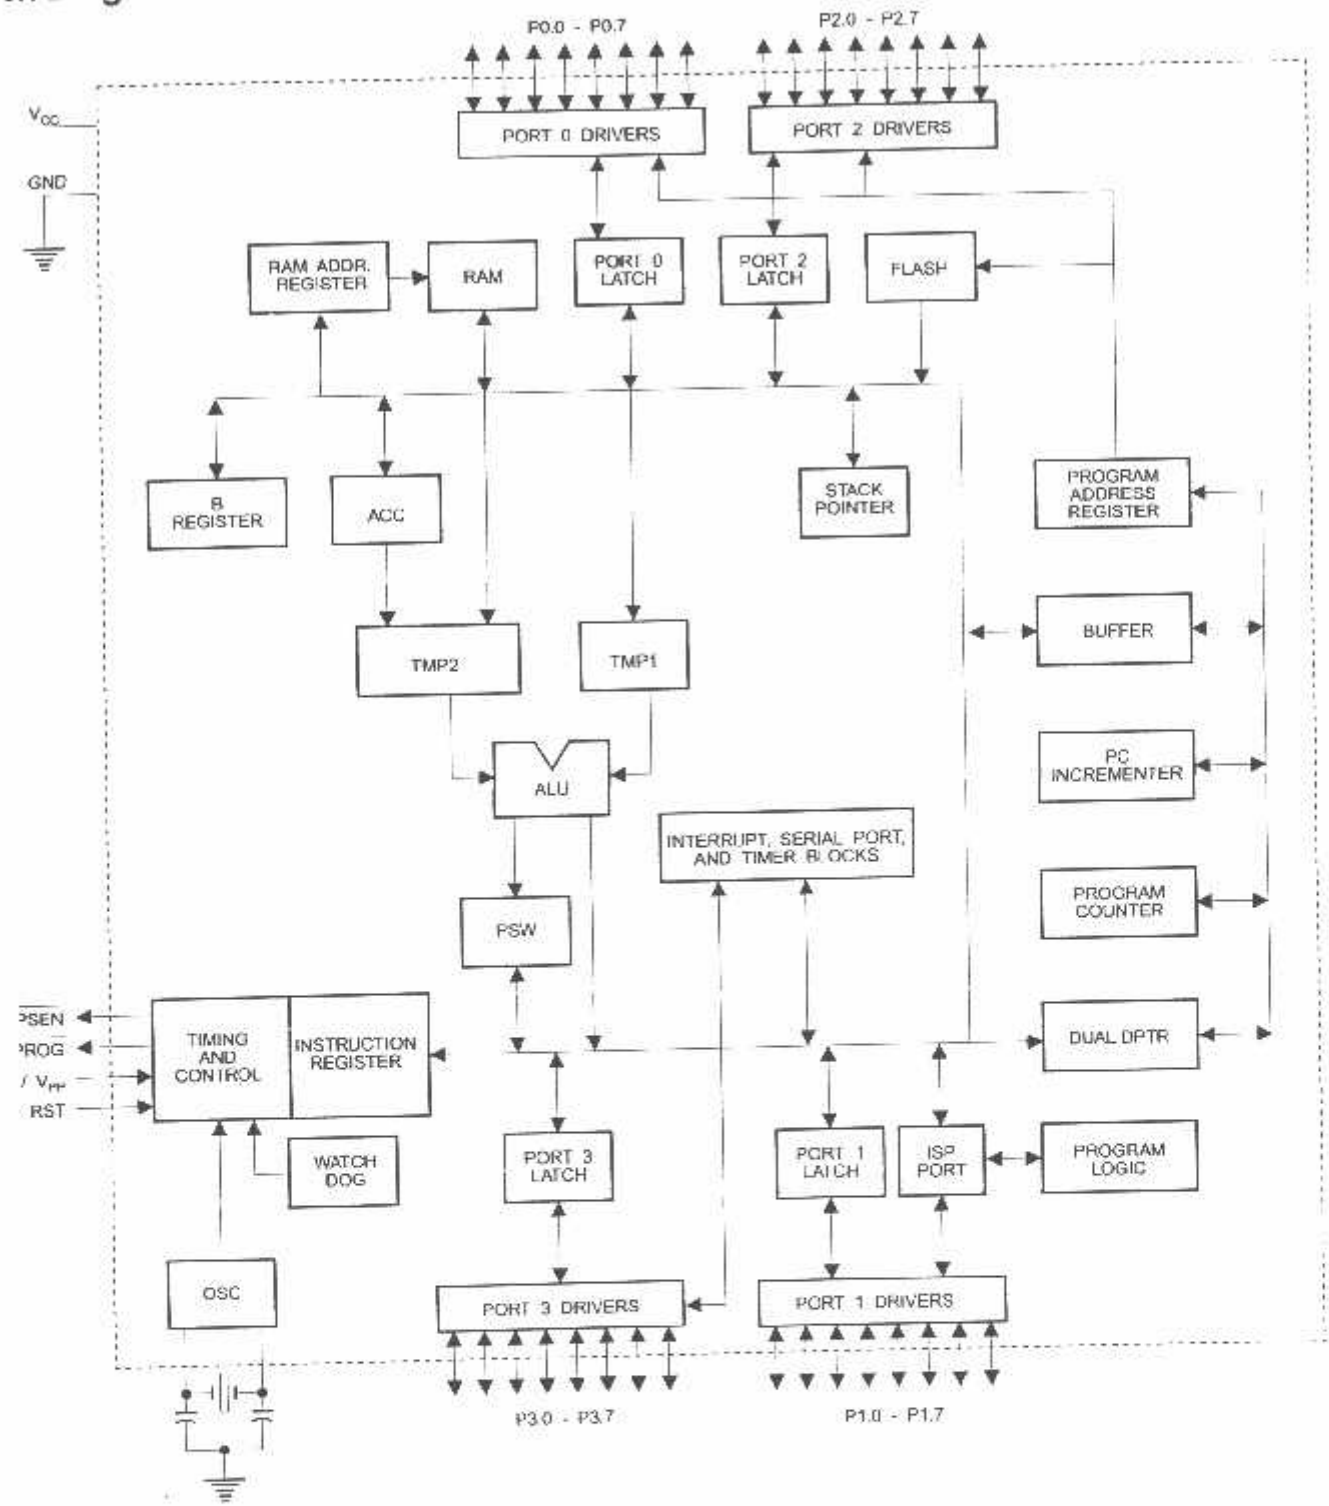 P0.0 - P0.7
P2.0 - P2.7
V_CC
PORT 0 DRIVERS
PORT 2 DRIVERS
GND
RAM ADDR.
REGISTER
RAM
PORT 0
LATCH
PORT 2
LATCH
FLASH
B
REGISTER
ACC
STACK
POINTER
PROGRAM
ADDRESS
REGISTER
BUFFER
TMP2
TMP1
PC
INCREMENTER
ALU
INTERRUPT, SERIAL PORT,
AND TIMER BLOCKS
PROGRAM
COUNTER
PSW
PSEN
PROG
/ V_PP
RST
TIMING
AND
CONTROL
INSTRUCTION
REGISTER
DUAL DPTR
WATCH
DOG
PORT 3
LATCH
PORT 1
LATCH
ISP
PORT
PROGRAM
LOGIC
OSC
PORT 3 DRIVERS
PORT 1 DRIVERS
P3.0 - P3.7
P1.0 - P1.7